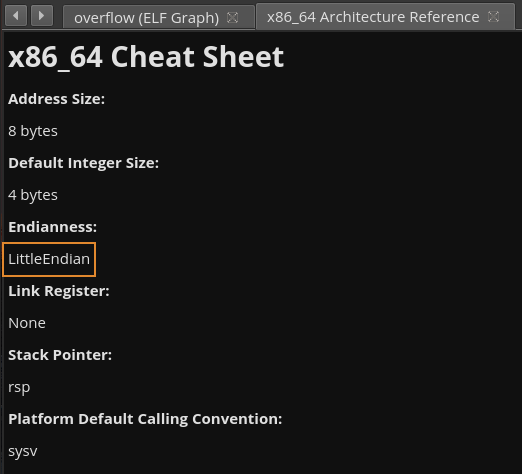 overflow (ELF Graph)
x86_64 Architecture Reference
x86_64 Cheat Sheet
Address Size:
8 bytes
Default Integer Size:
4 bytes
Endianness:
LittleEndian
Link Register:
None
Stack Pointer:
rsp
Platform Default Calling Convention:
sysv